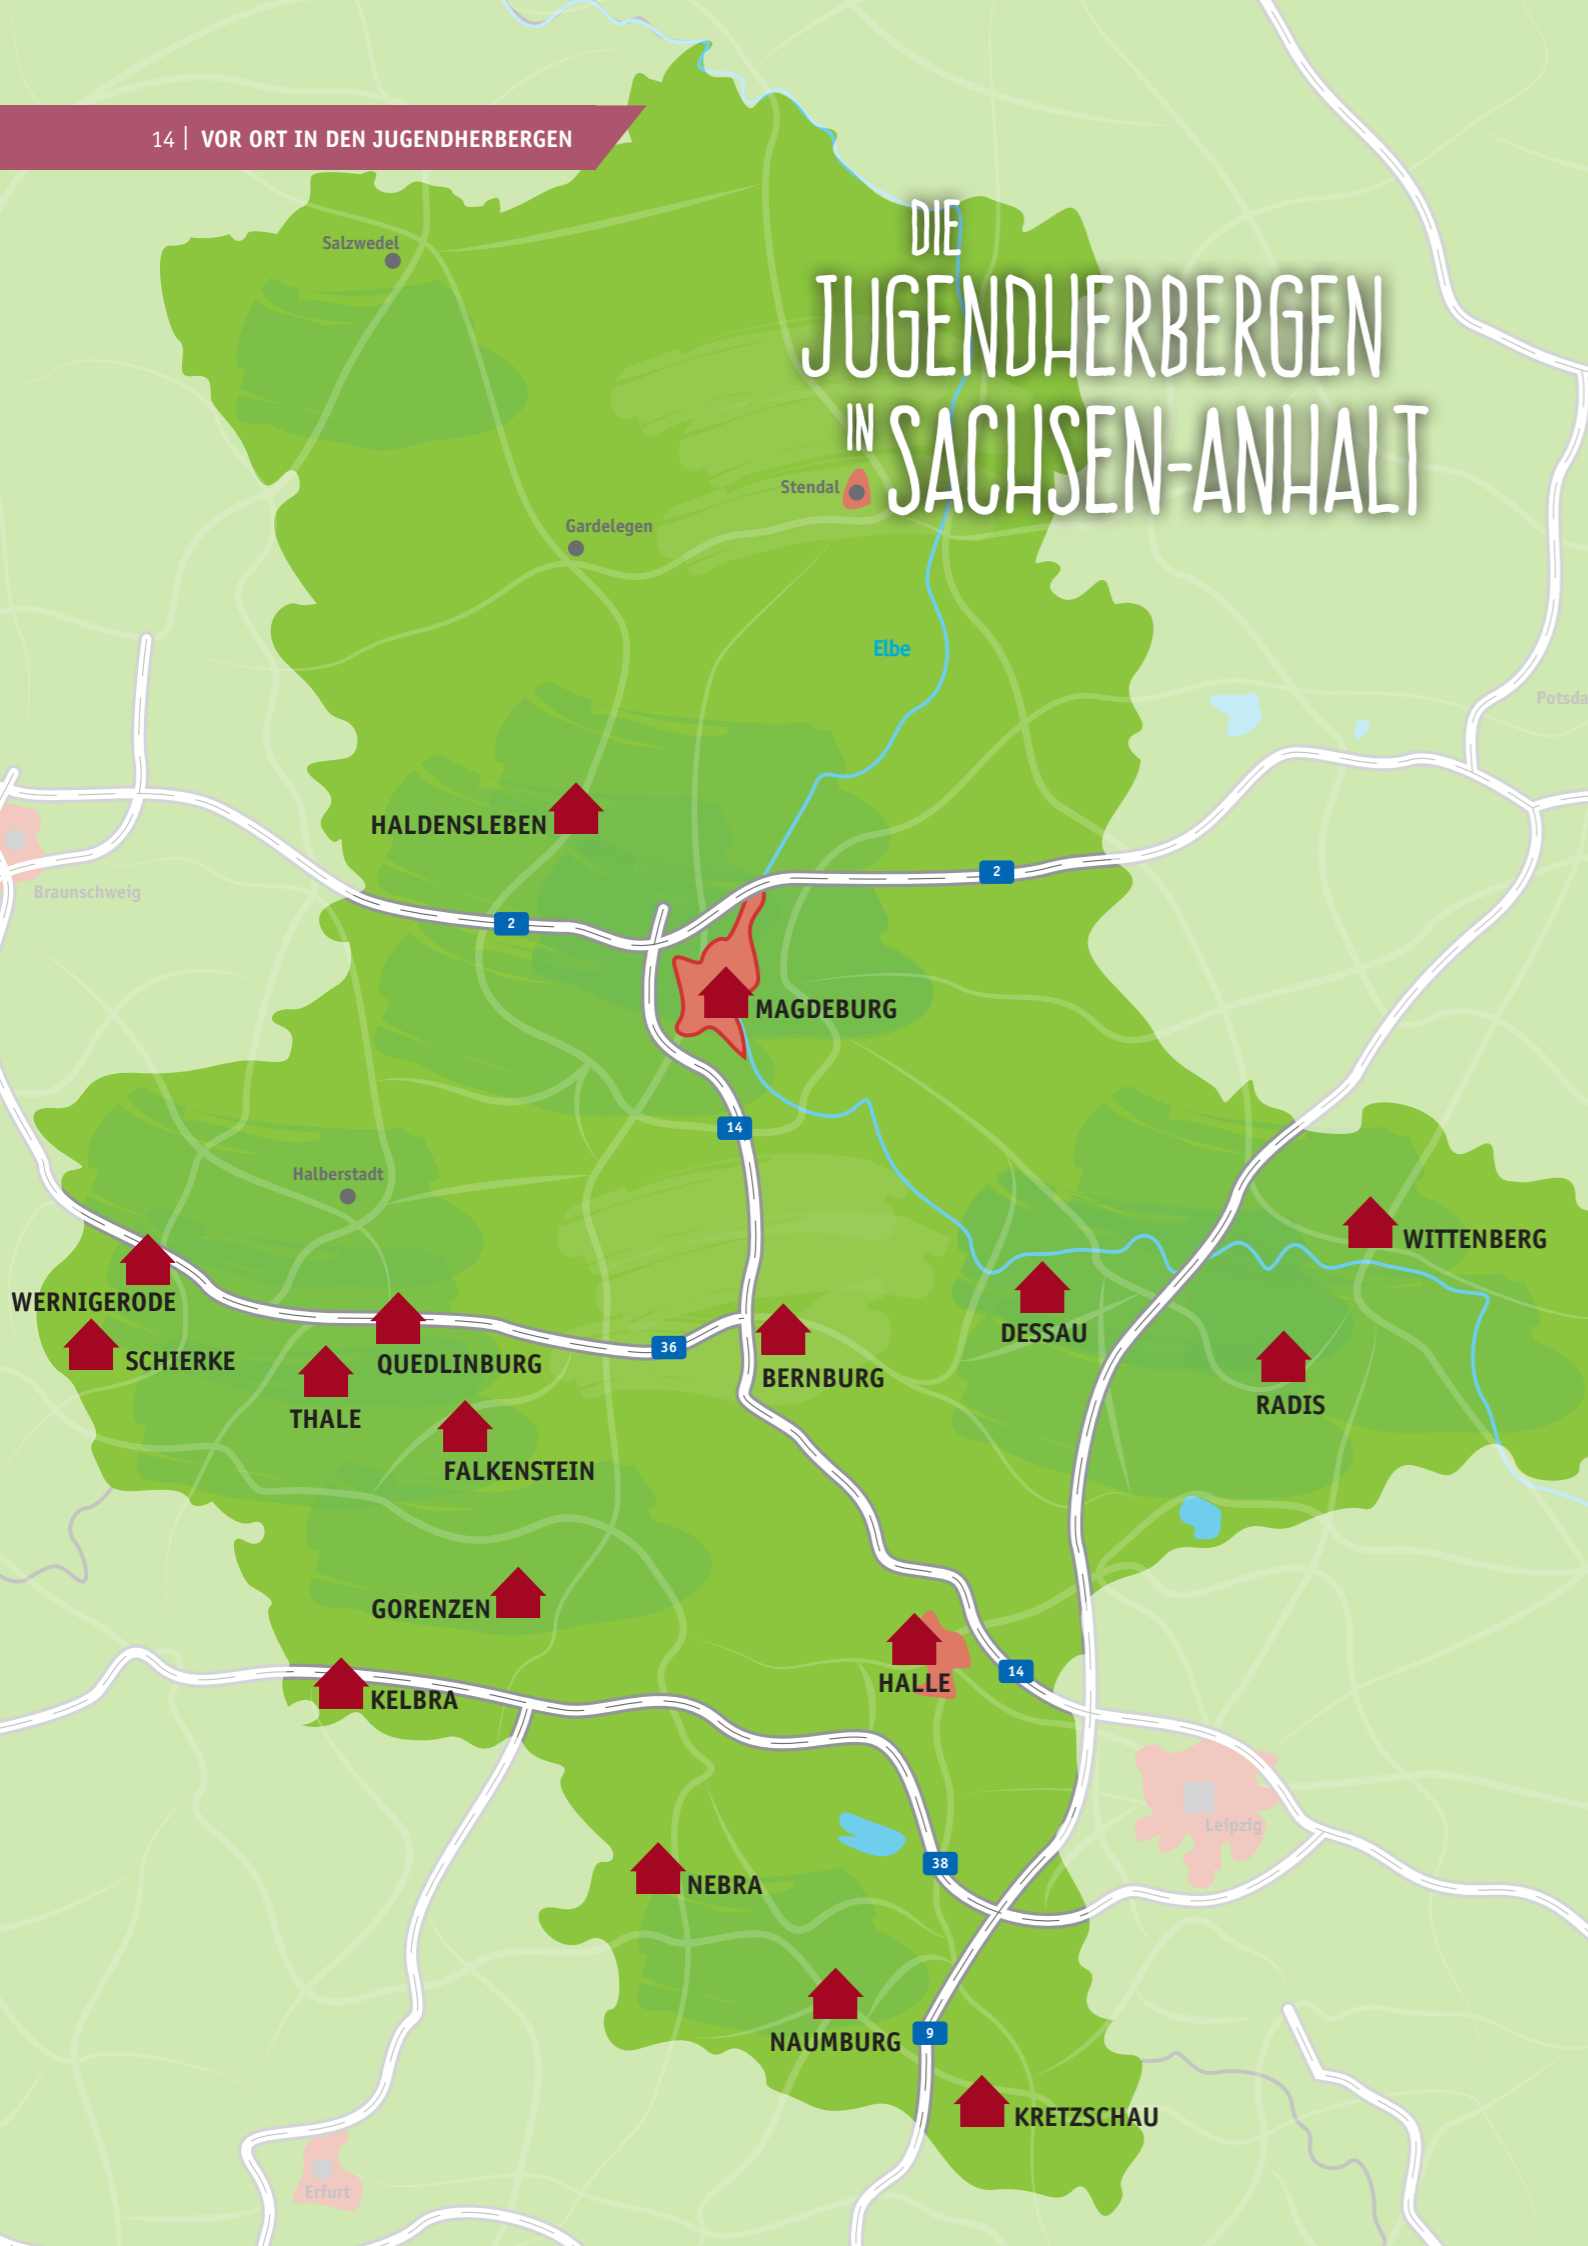 14 | VOR ORT IN DEN JUGENDHERBERGEN
DIE
JUGENDHERBERGEN
IN SACHSEN-ANHALT
Salzwedel
Stendal
Gardelegen
Elbe
Potsda
HALDENSLEBEN
2
Braunschweig
2
MAGDEBURG
14
Halberstadt
WITTENBERG
WERNIGERODE
DESSAU
36
SCHIERKE
QUEDLINBURG
BERNBURG
RADIS
THALE
FALKENSTEIN
GORENZEN
14
HALLE
KELBRA
Leipzig
38
NEBRA
9
NAUMBURG
KRETZSCHAU
Erfurt